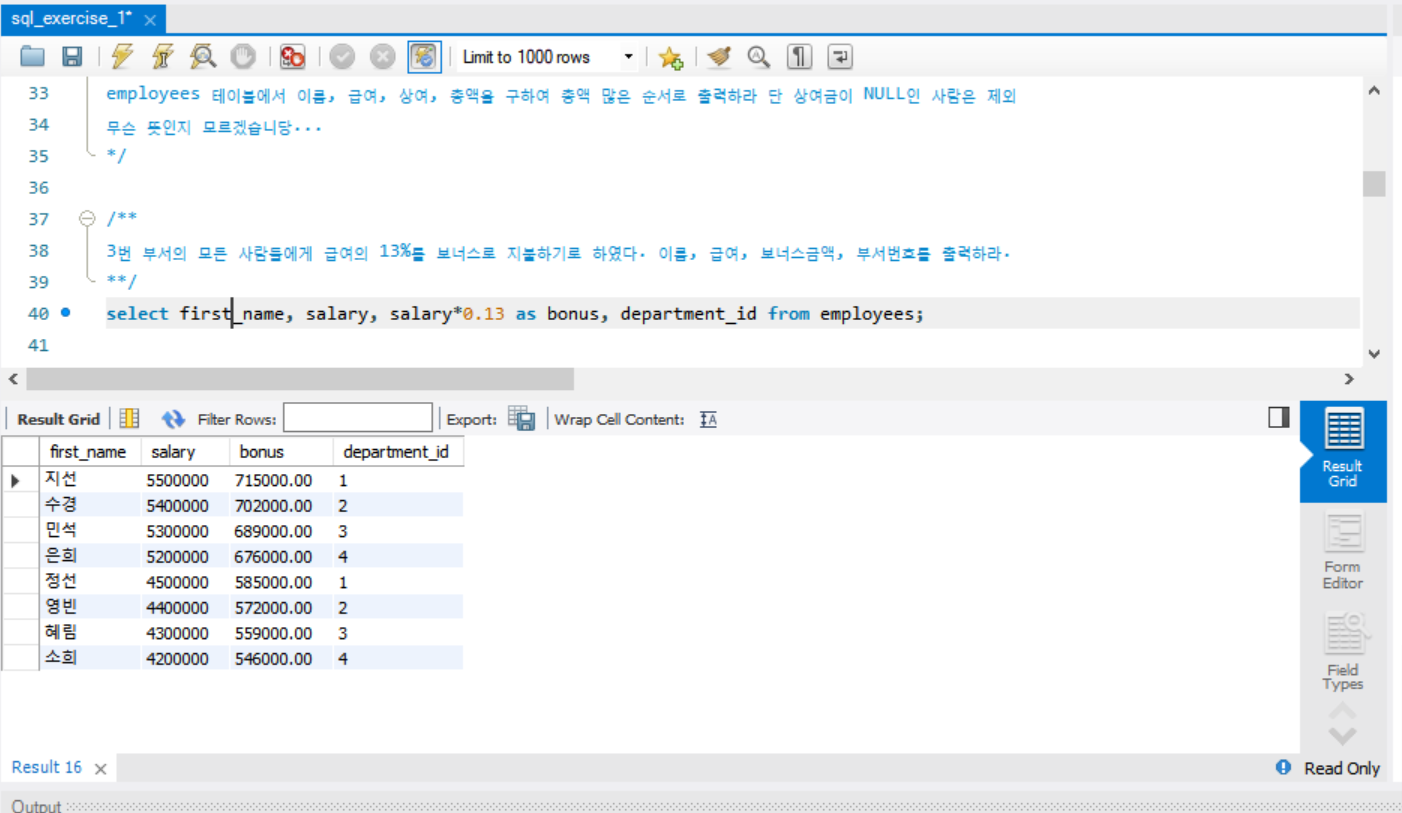 sql_exercise_1*
Limit to 1000 rows
33 employees 테이블에서 이름, 급여, 상여, 총액을 구하여 총액 많은 순서로 출력하라 단 상여금이 NULL인 사람은 제외
34 무슨 뜻인지 모르겠습니당...
35 */
36
37 /**
38 3번 부서의 모든 사람들에게 급여의 13%를 보너스로 지불하기로 하였다. 이름, 급여, 보너스금액, 부서번호를 출력하라.
39 **/
40 select first_name, salary, salary*0.13 as bonus, department_id from employees;
41
Result Grid Filter Rows: Export: Wrap Cell Content:
first_name salary bonus department_id
지선 5500000 715000.00 1
수경 5400000 702000.00 2
민석 5300000 689000.00 3
은희 5200000 676000.00 4
정선 4500000 585000.00 1
영빈 4400000 572000.00 2
혜림 4300000 559000.00 3
소희 4200000 546000.00 4
Result
Grid
Form
Editor
Field
Types
Result 16
Read Only
Output